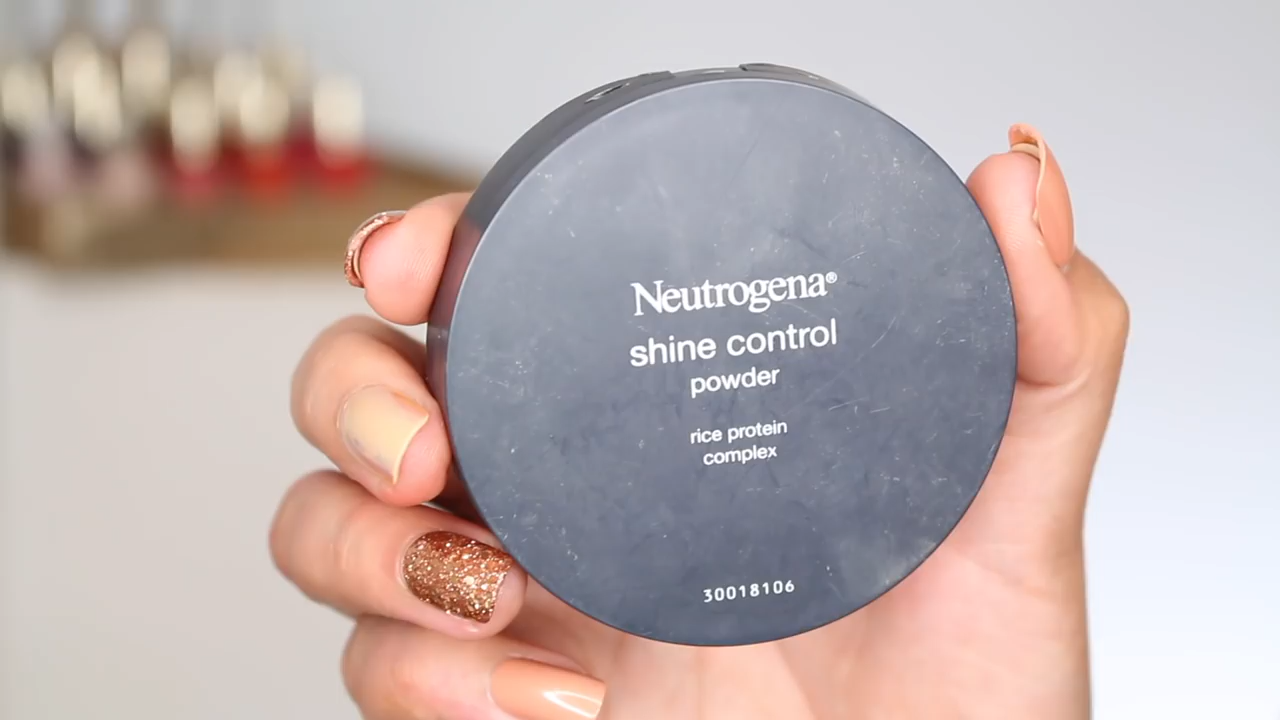 Neutrogena®
shine control
powder
rice protein
complex
30018106